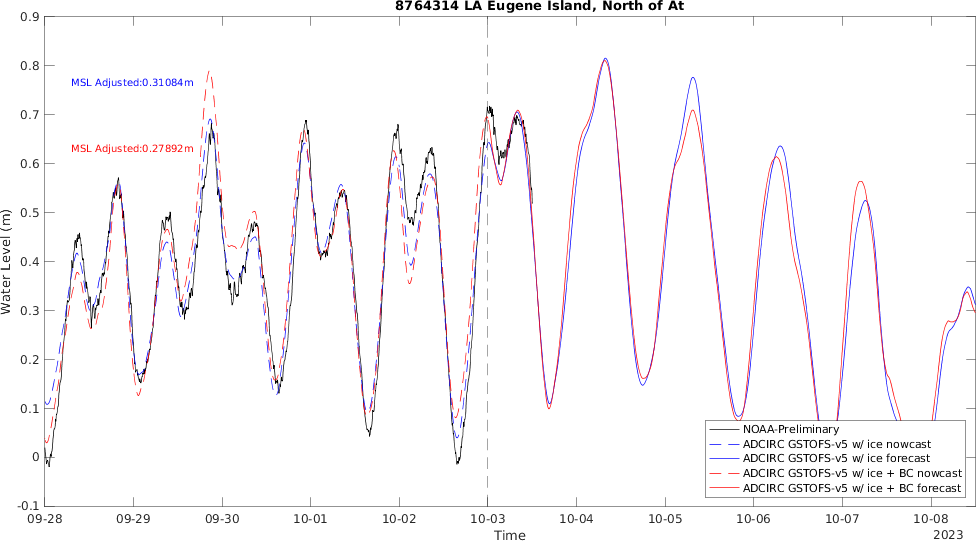 8764314 LA Eugene Island, North of At
0.9
0.8
0.7
0.6
0.5
0.4
0.3
0.2
0.1
0
-0.1
Water Level (m)
MSL Adjusted:0.31084m
MSL Adjusted:0.27892m
NOAA-Preliminary
ADCIRC GSTOFS-v5 w/ ice nowcast
ADCIRC GSTOFS-v5 w/ ice forecast
ADCIRC GSTOFS-v5 w/ ice + BC nowcast
ADCIRC GSTOFS-v5 w/ ice + BC forecast
09-28 09-29 09-30 10-01 10-02 10-03 10-04 10-05 10-06 10-07 10-08
Time
2023